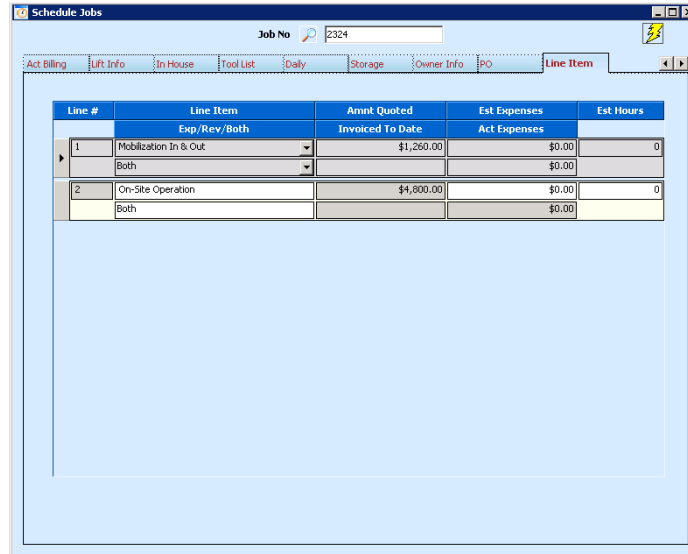 Schedule Jobs
Job No 2324
Act Billing Lift Info In House Tool List Daily Storage Owner Info PO Line Item
Line # Line Item Amnt Quoted Est Expenses Est Hours
Exp/Rev/Both Invoiced To Date Act Expenses
1 Mobilization In & Out $1,260.00 $0.00 0
Both $0.00
2 On-Site Operation $4,800.00 $0.00 0
Both $0.00